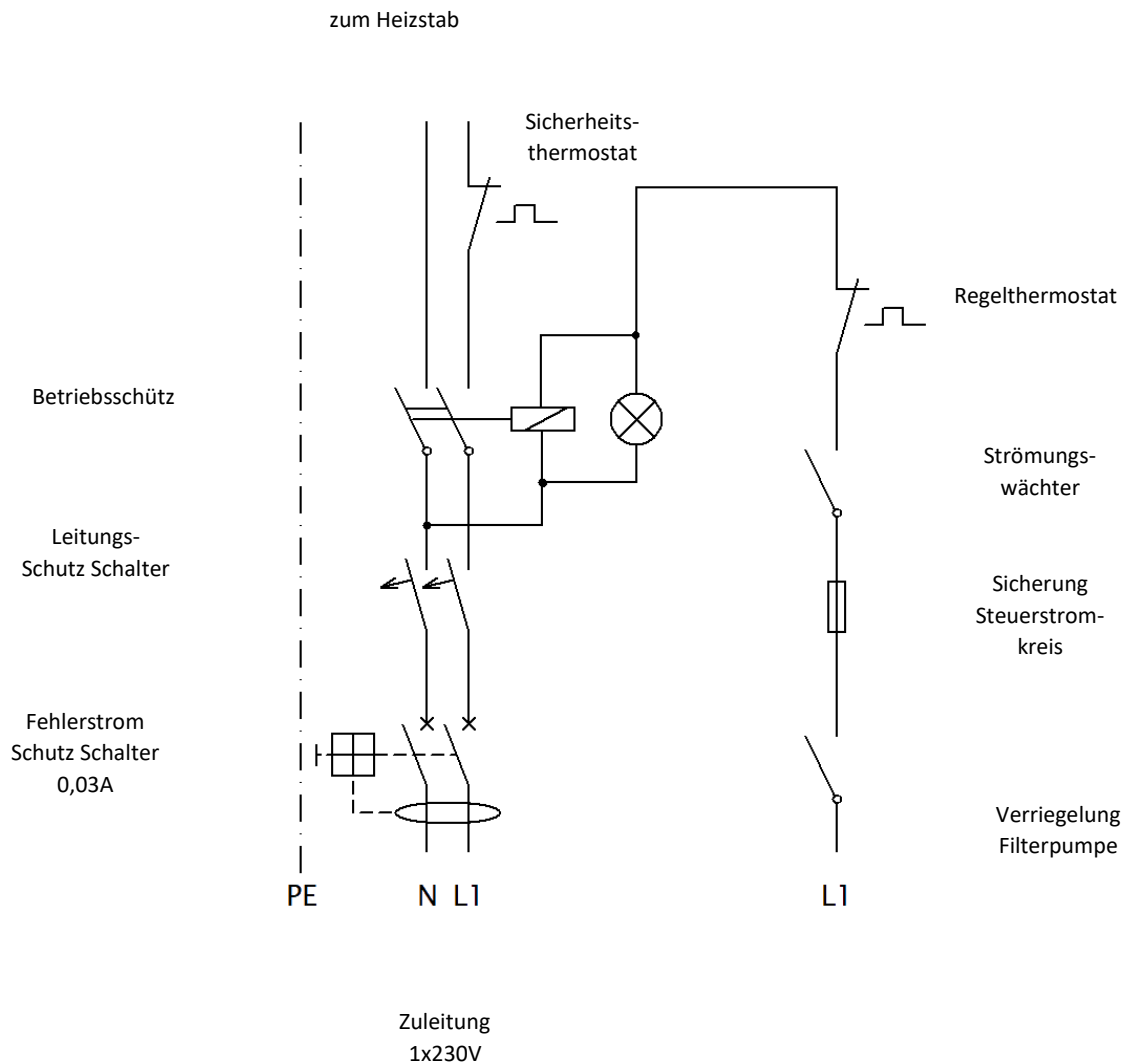 zum Heizstab
Sicherheits-
thermostat
Regelthermostat
Betriebsschütz
Strömungs-
wächter
Leitungs-
Schutz Schalter
Sicherung
Steuerstrom-
kreis
Fehlerstrom
Schutz Schalter
0,03A
Verriegelung
Filterpumpe
PE
N
L1
L1
Zuleitung
1x230V